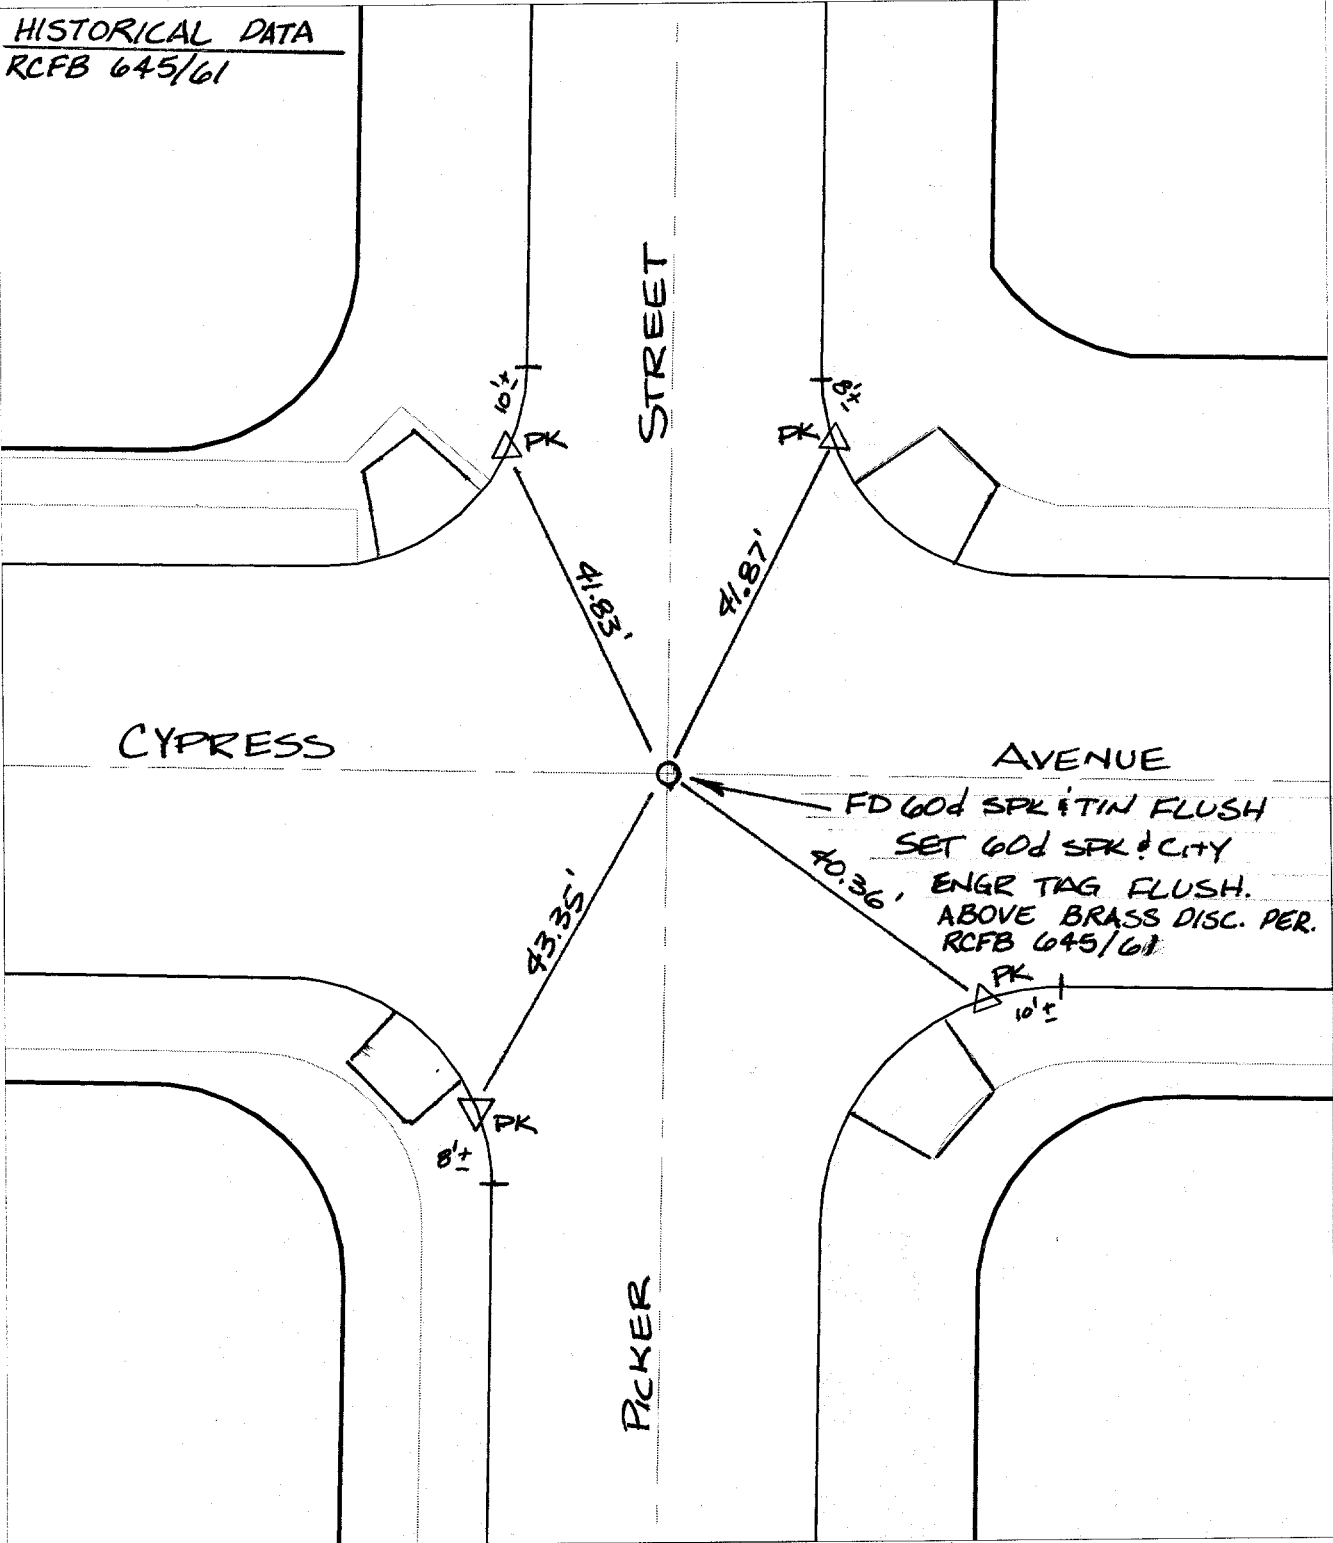 HISTORICAL DATA
RCFB 645/61
STREET
10'±
PK
8'±
PK
41.83'
41.87'
CYPRESS
AVENUE
FD 60d SPK & TIN FLUSH
SET 60d SPK & CITY
ENGR TAG FLUSH.
ABOVE BRASS DISC. PER.
RCFB 645/61
40.36'
43.35'
PK
10'±
PK
8'±
PICKER